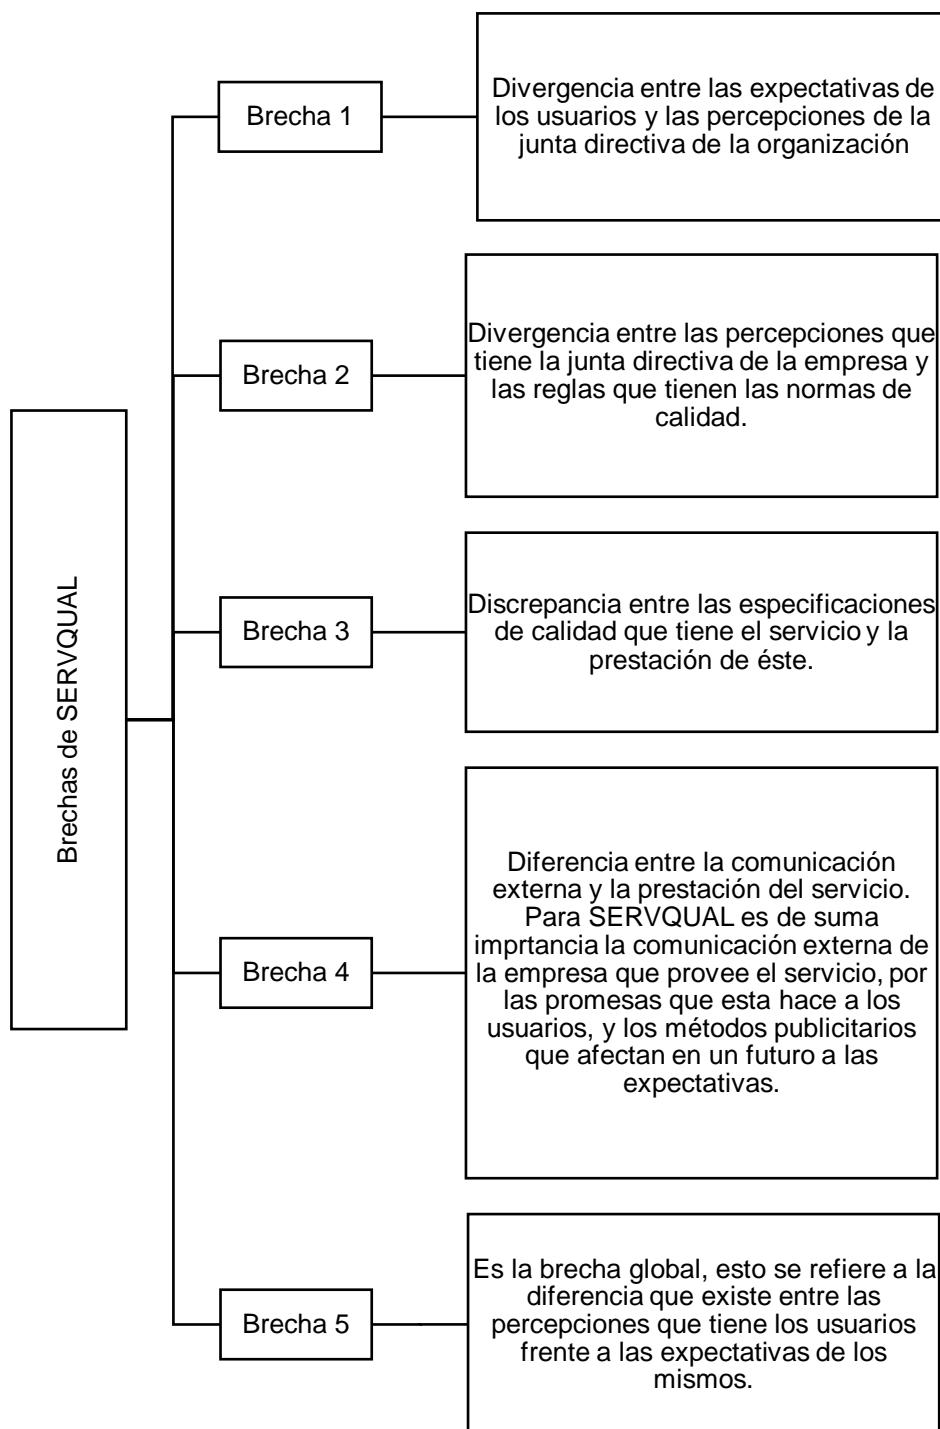 Brechas de SERVQUAL
Brecha 1
Divergencia entre las expectativas de
los usuarios y las percepciones de la
junta directiva de la organización
Brecha 2
Divergencia entre las percepciones que
tiene la junta directiva de la empresa y
las reglas que tienen las normas de
calidad.
Brecha 3
Discrepancia entre las especificaciones
de calidad que tiene el servicio y la
prestación de éste.
Brecha 4
Diferencia entre la comunicación
externa y la prestación del servicio.
Para SERVQUAL es de suma
imprtancia la comunicación externa de
la empresa que provee el servicio, por
las promesas que esta hace a los
usuarios, y los métodos publicitarios
que afectan en un futuro a las
expectativas.
Brecha 5
Es la brecha global, esto se refiere a la
diferencia que existe entre las
percepciones que tiene los usuarios
frente a las expectativas de los
mismos.